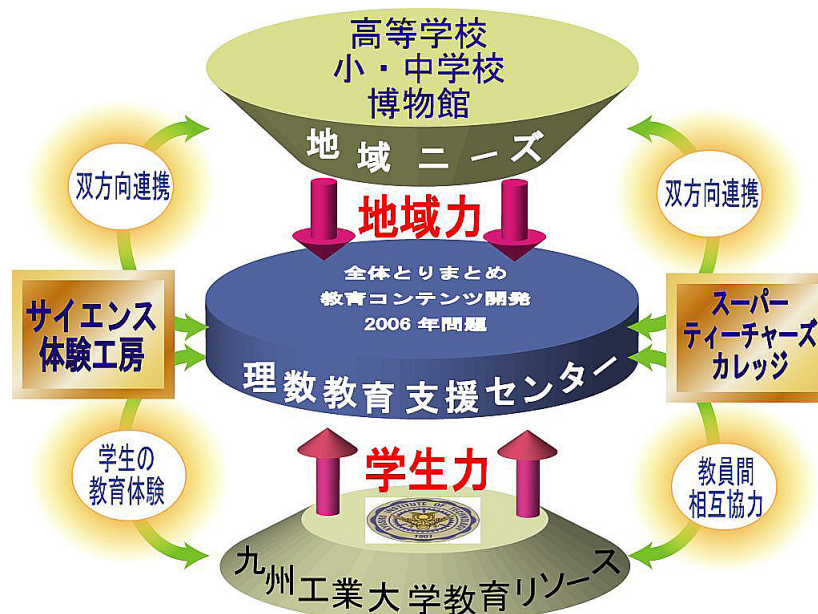 高等学校
小・中学校
博物館
地域ニーズ
双方向連携
地域力
双方向連携
全体とりまとめ
教育コンテンツ開発
2006年問題
サイエンス
体験工房
スーパー
ティーチャーズ
カレッジ
理数教育支援センター
学生の
教育体験
学生力
教員間
相互協力
1907
九州工業大学教育リソース